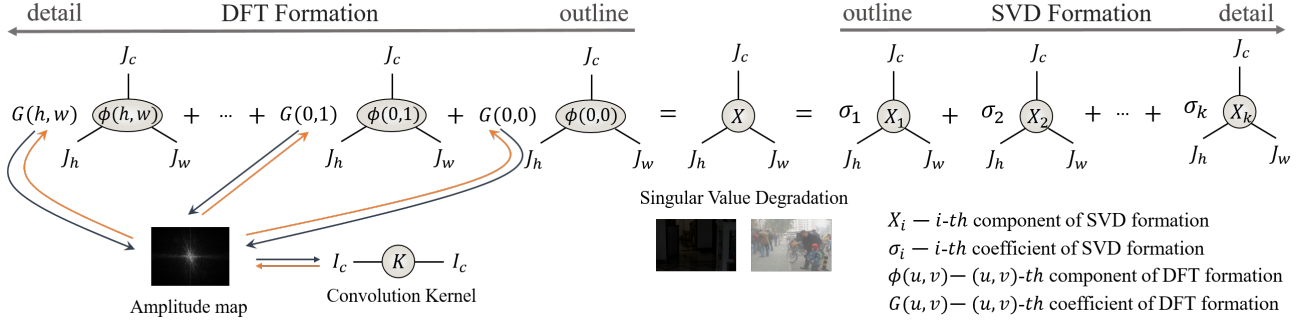 detail DFT Formation outline outline SVD Formation detail
J_c J_c J_c J_c J_c J_c J_c
G(h, w) ϕ(h, w) + ··· + G(0,1) ϕ(0,1) + G(0,0) ϕ(0,0) = X = σ_1 X_1 + σ_2 X_2 + ··· + σ_k X_k
J_h J_w J_h J_w J_h J_w J_h J_w J_h J_w J_h J_w J_h J_w
Singular Value Degradation
I_c K I_c
Amplitude map
Convolution Kernel
X_i — i-th component of SVD formation
σ_i — i-th coefficient of SVD formation
ϕ(u, v)— (u, v)-th component of DFT formation
G(u, v)— (u, v)-th coefficient of DFT formation